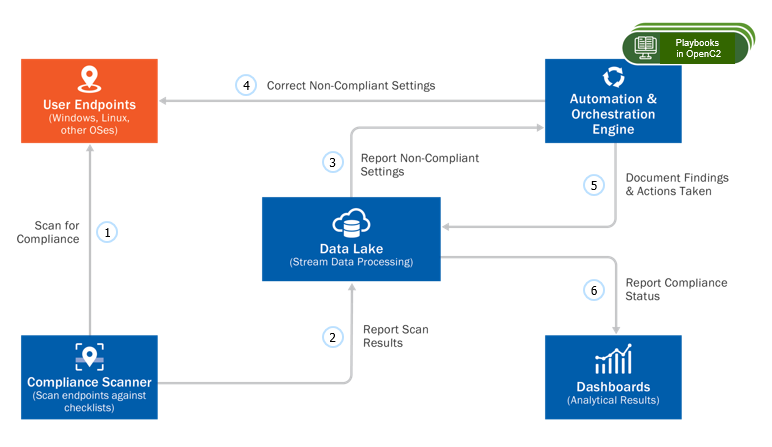 Playbooks
in OpenC2
User Endpoints
(Windows, Linux,
other OSes)
4
Correct Non-Compliant Settings
Automation &
Orchestration
Engine
3
Report Non-Compliant
Settings
5
Document Findings
& Actions Taken
Scan for
Compliance
1
Data Lake
(Stream Data Processing)
6
Report Compliance
Status
2
Report Scan
Results
Compliance Scanner
(Scan endpoints against
checklists)
Dashboards
(Analytical Results)